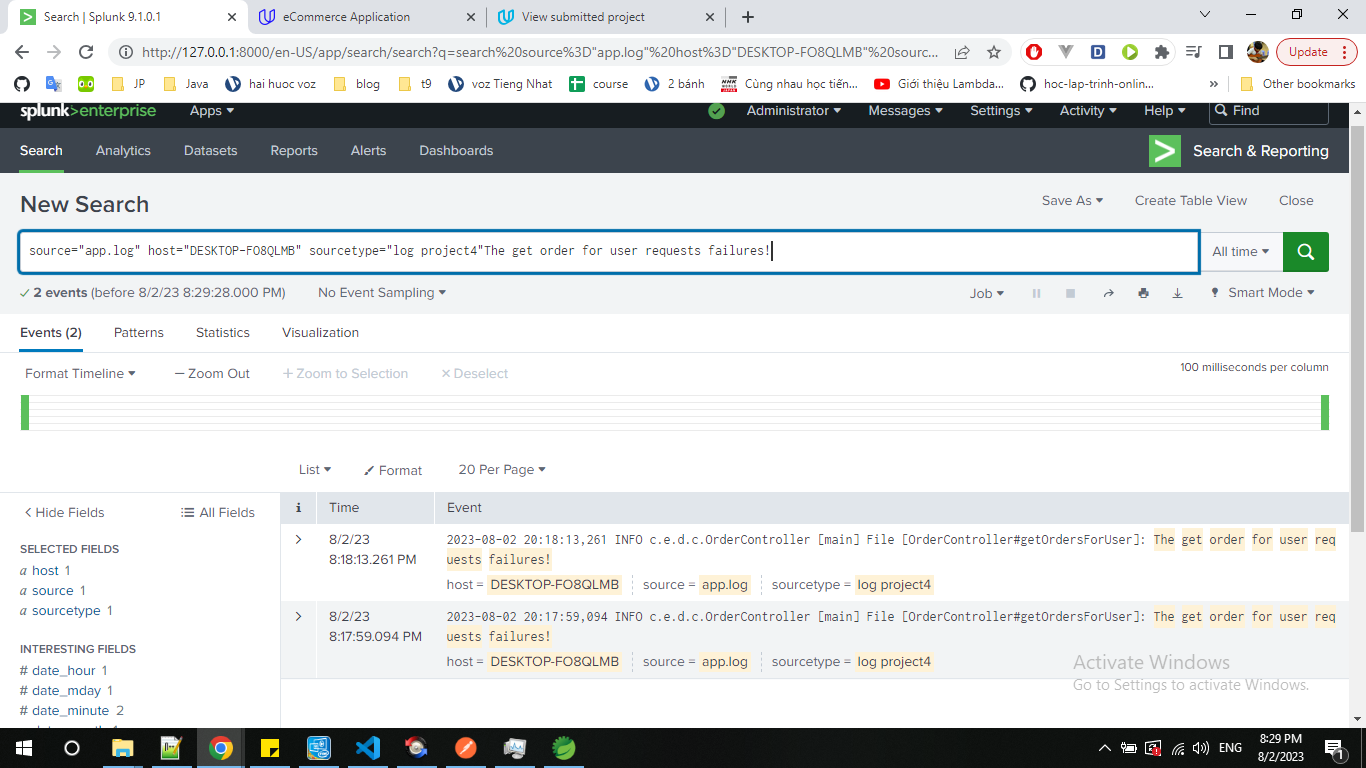 Search | Splunk 9.1.0.1
eCommerce Application
View submitted project
http://127.0.0.1:8000/en-US/app/search/search?q=search%20source%3D"app.log"%20host%3D"DESKTOP-FO8QLMB"%20sourc...
Update
JP
Java
hai huoc voz
blog
t9
voz Tieng Nhat
course
2 bánh
Cùng nhau học tiến...
Giới thiệu Lambda...
hoc-lap-trinh-onlin...
»
Other bookmarks
splunk>enterprise
Apps
Administrator
Messages
Settings
Activity
Help
Find
Search
Analytics
Datasets
Reports
Alerts
Dashboards
Search & Reporting
New Search
Save As
Create Table View
Close
source="app.log" host="DESKTOP-FO8QLMB" sourcetype="log project4"The get order for user requests failures!
All time
2 events (before 8/2/23 8:29:28.000 PM)
No Event Sampling
Job
Smart Mode
Events (2)
Patterns
Statistics
Visualization
Format Timeline
— Zoom Out
+ Zoom to Selection
× Deselect
100 milliseconds per column
List
Format
20 Per Page
< Hide Fields
All Fields
i
Time
Event
SELECTED FIELDS
a host 1
a source 1
a sourcetype 1
INTERESTING FIELDS
# date_hour 1
# date_mday 1
# date_minute 2
8/2/23
8:18:13.261 PM
2023-08-02 20:18:13,261 INFO c.e.d.c.OrderController [main] File [OrderController#getOrdersForUser]: The get order for user req
uests failures!
host = DESKTOP-FO8QLMB
source = app.log
sourcetype = log project4
8/2/23
8:17:59.094 PM
2023-08-02 20:17:59,094 INFO c.e.d.c.OrderController [main] File [OrderController#getOrdersForUser]: The get order for user req
uests failures!
host = DESKTOP-FO8QLMB
source = app.log
sourcetype = log project4
Activate Windows
Go to Settings to activate Windows.
ENG
8:29 PM
8/2/2023
1